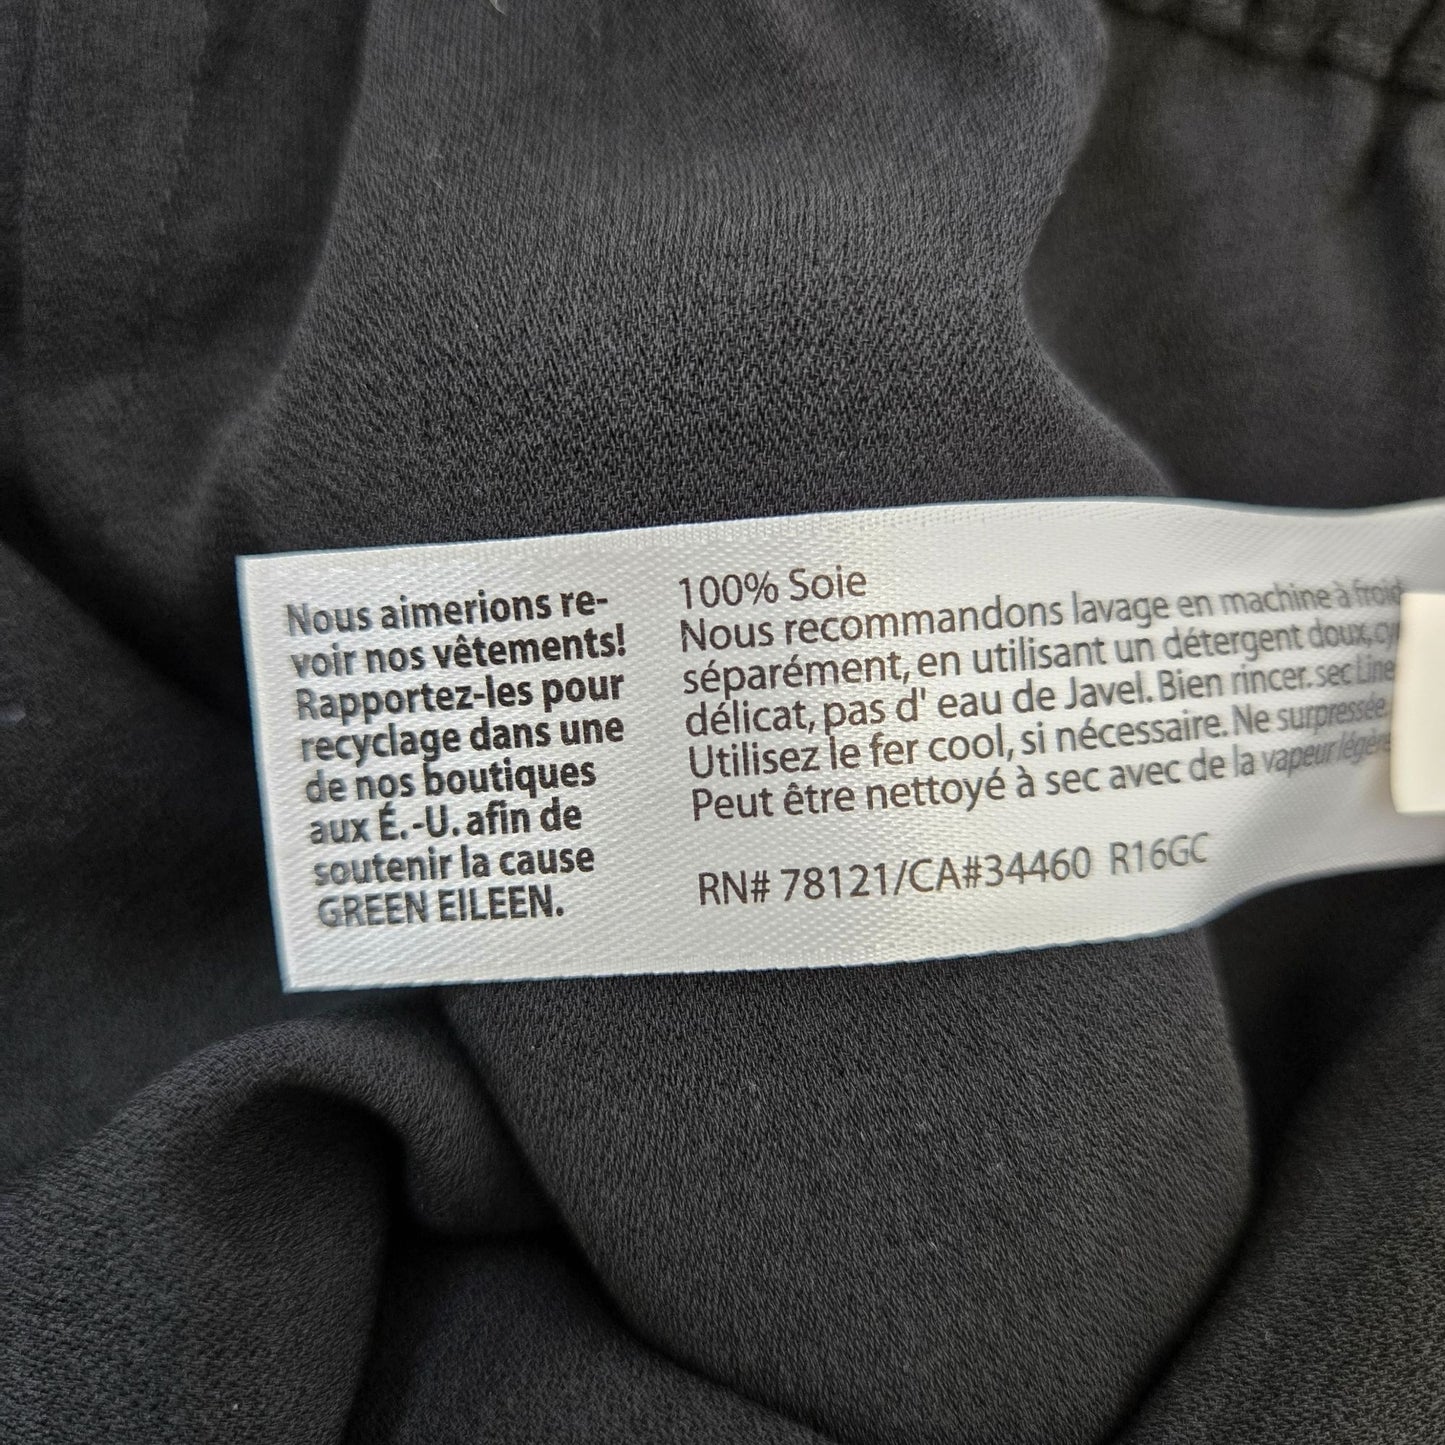 Nous aimerions re-
voir nos vêtements!
Rapportez-les pour
recyclage dans une
de nos boutiques
aux É.-U. afin de
soutenir la cause
GREEN EILEEN.
100% Soie
Nous recommandons lavage en machine à froid
séparément, en utilisant un détergent doux,
délicat, pas d' eau de Javel. Bien rincer. sec Line
Utilisez le fer cool, si nécessaire. Ne surpressée.
Peut être nettoyé à sec avec de la vapeur légère
RN# 78121/CA#34460 R16GC